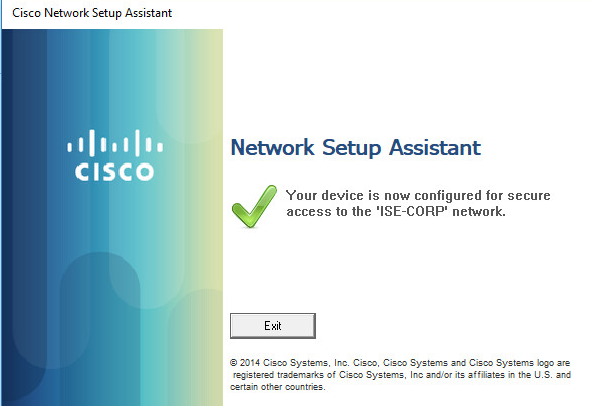 Cisco Network Setup Assistant
CISCO
Network Setup Assistant
Your device is now configured for secure
access to the 'ISE-CORP' network.
Exit
© 2014 Cisco Systems, Inc. Cisco, Cisco Systems and Cisco Systems logo are
registered trademarks of Cisco Systems, Inc and/or its affiliates in the U.S. and
certain other countries.